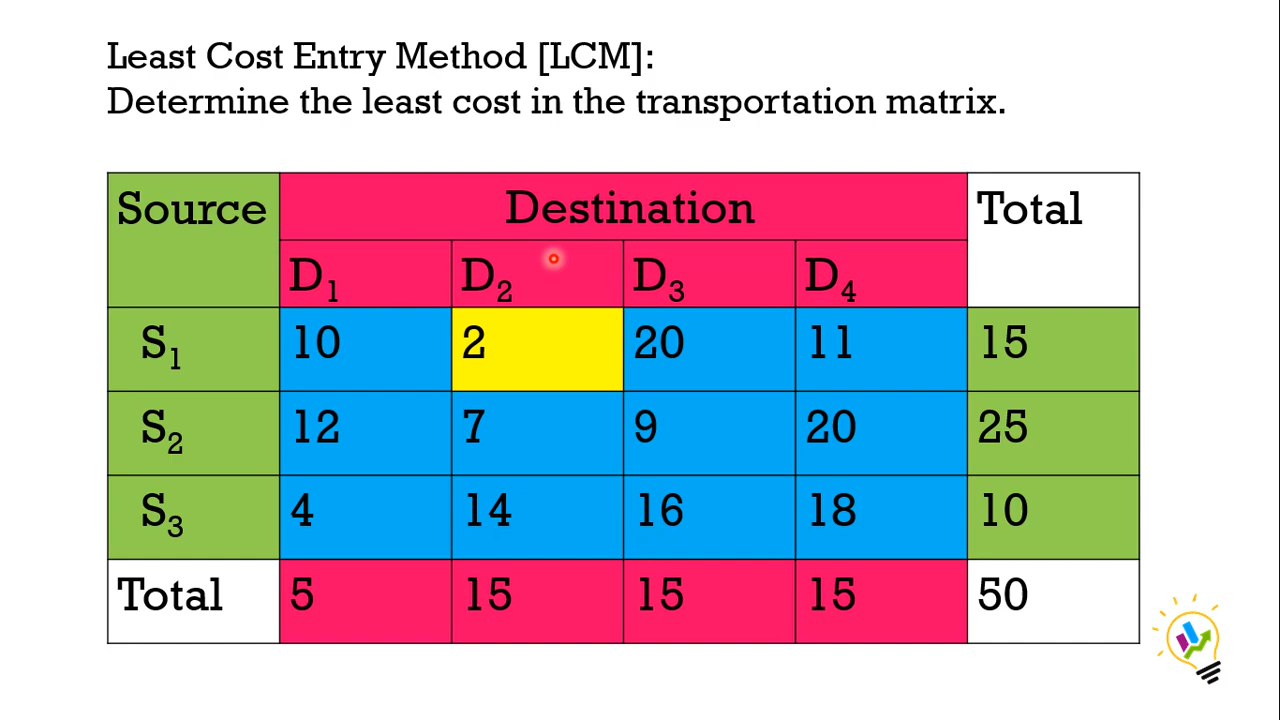 Least Cost Entry Method [LCM]:
Determine the least cost in the transportation matrix.
Source Destination Total
D₁ D₂ D₃ D₄
S₁ 10 2 20 11 15
S₂ 12 7 9 20 25
S₃ 4 14 16 18 10
Total 5 15 15 15 50